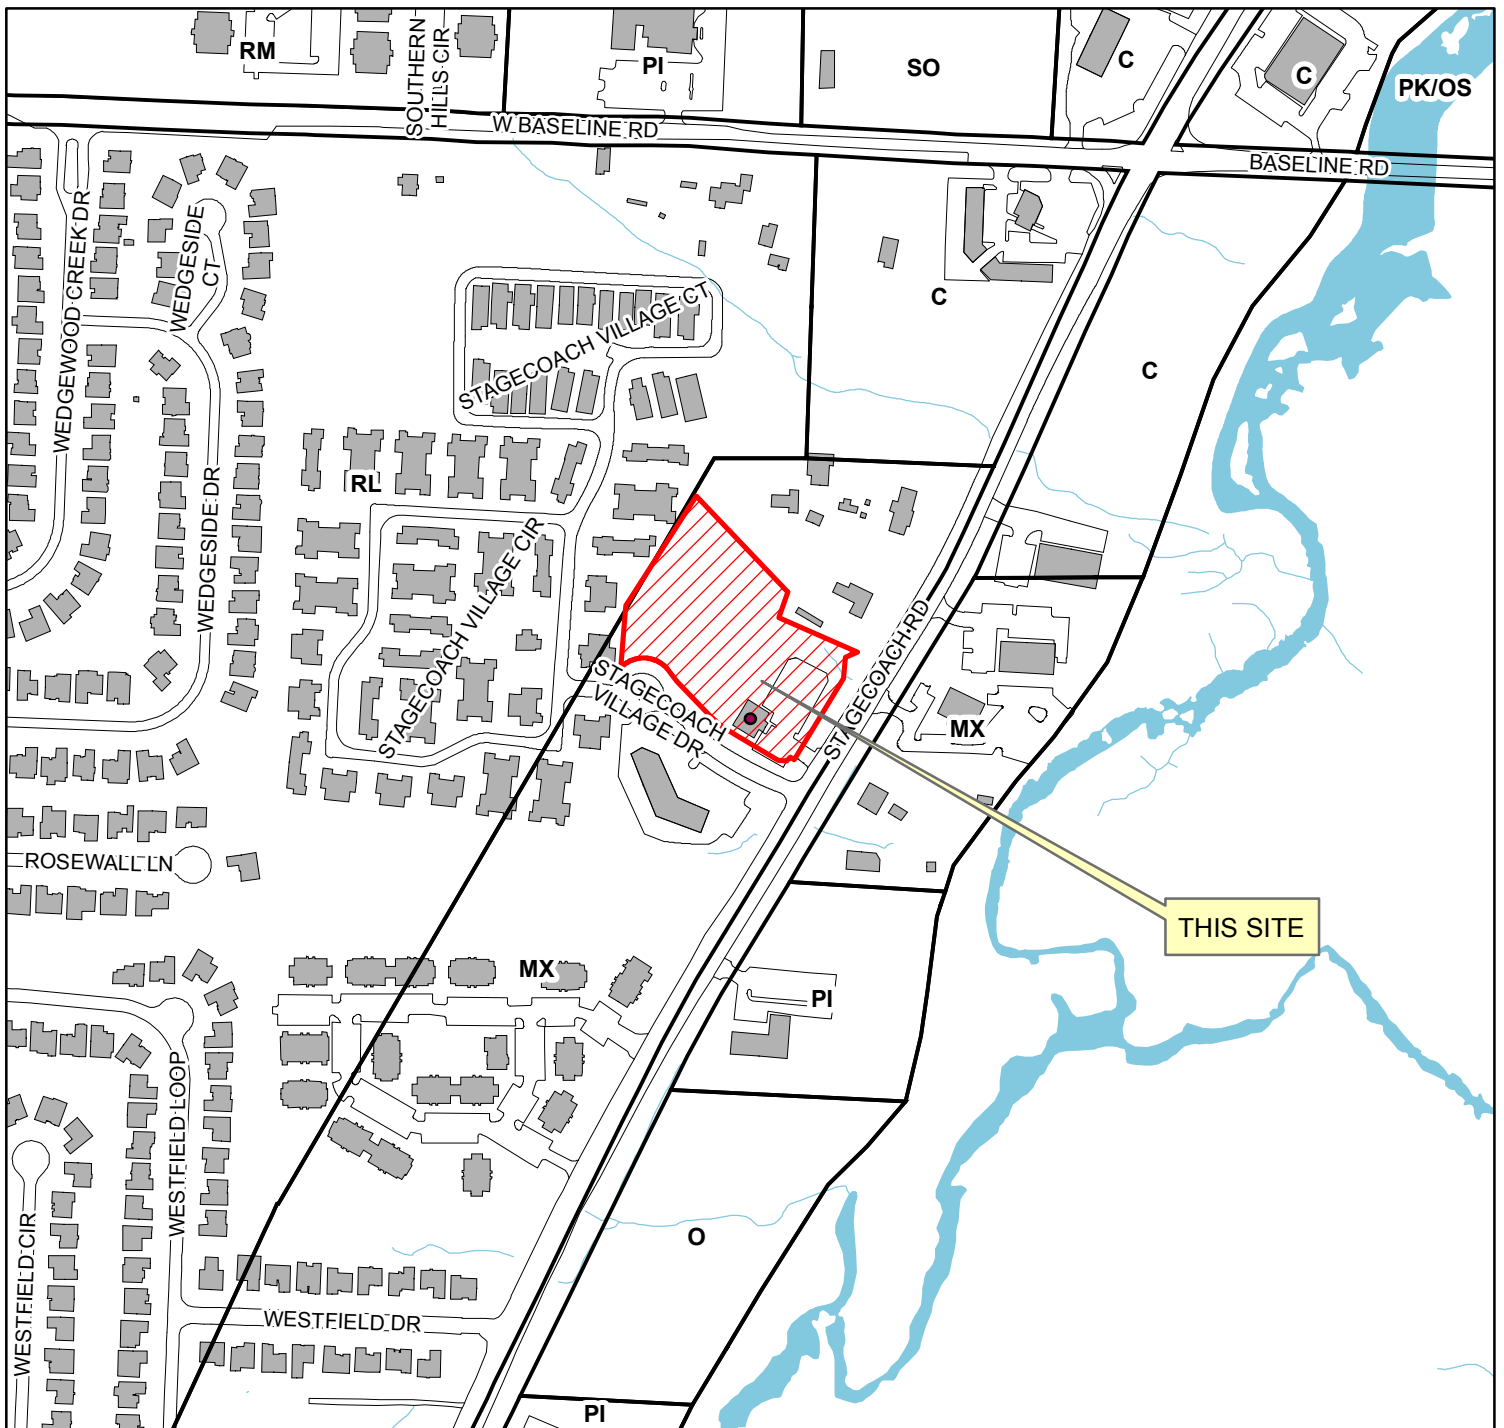 RM
SOUTHERN
HILLS CIR
PI
SO
C
C
PK/OS
W BASELINE RD
BASELINE RD
WEDGEWOOD CREEK DR
WEDGESIDE
CT
STAGECOACH VILLAGE CT
C
C
RL
WEDGESIDE DR
STAGECOACH VILLAGE CIR
STAGECOACH
VILLAGE DR
STAGECOACH RD
MX
ROSEWALL LN
THIS SITE
MX
PI
WESTFIELD LOOP
WESTFIELD CIR
O
WESTFIELD DR
PI